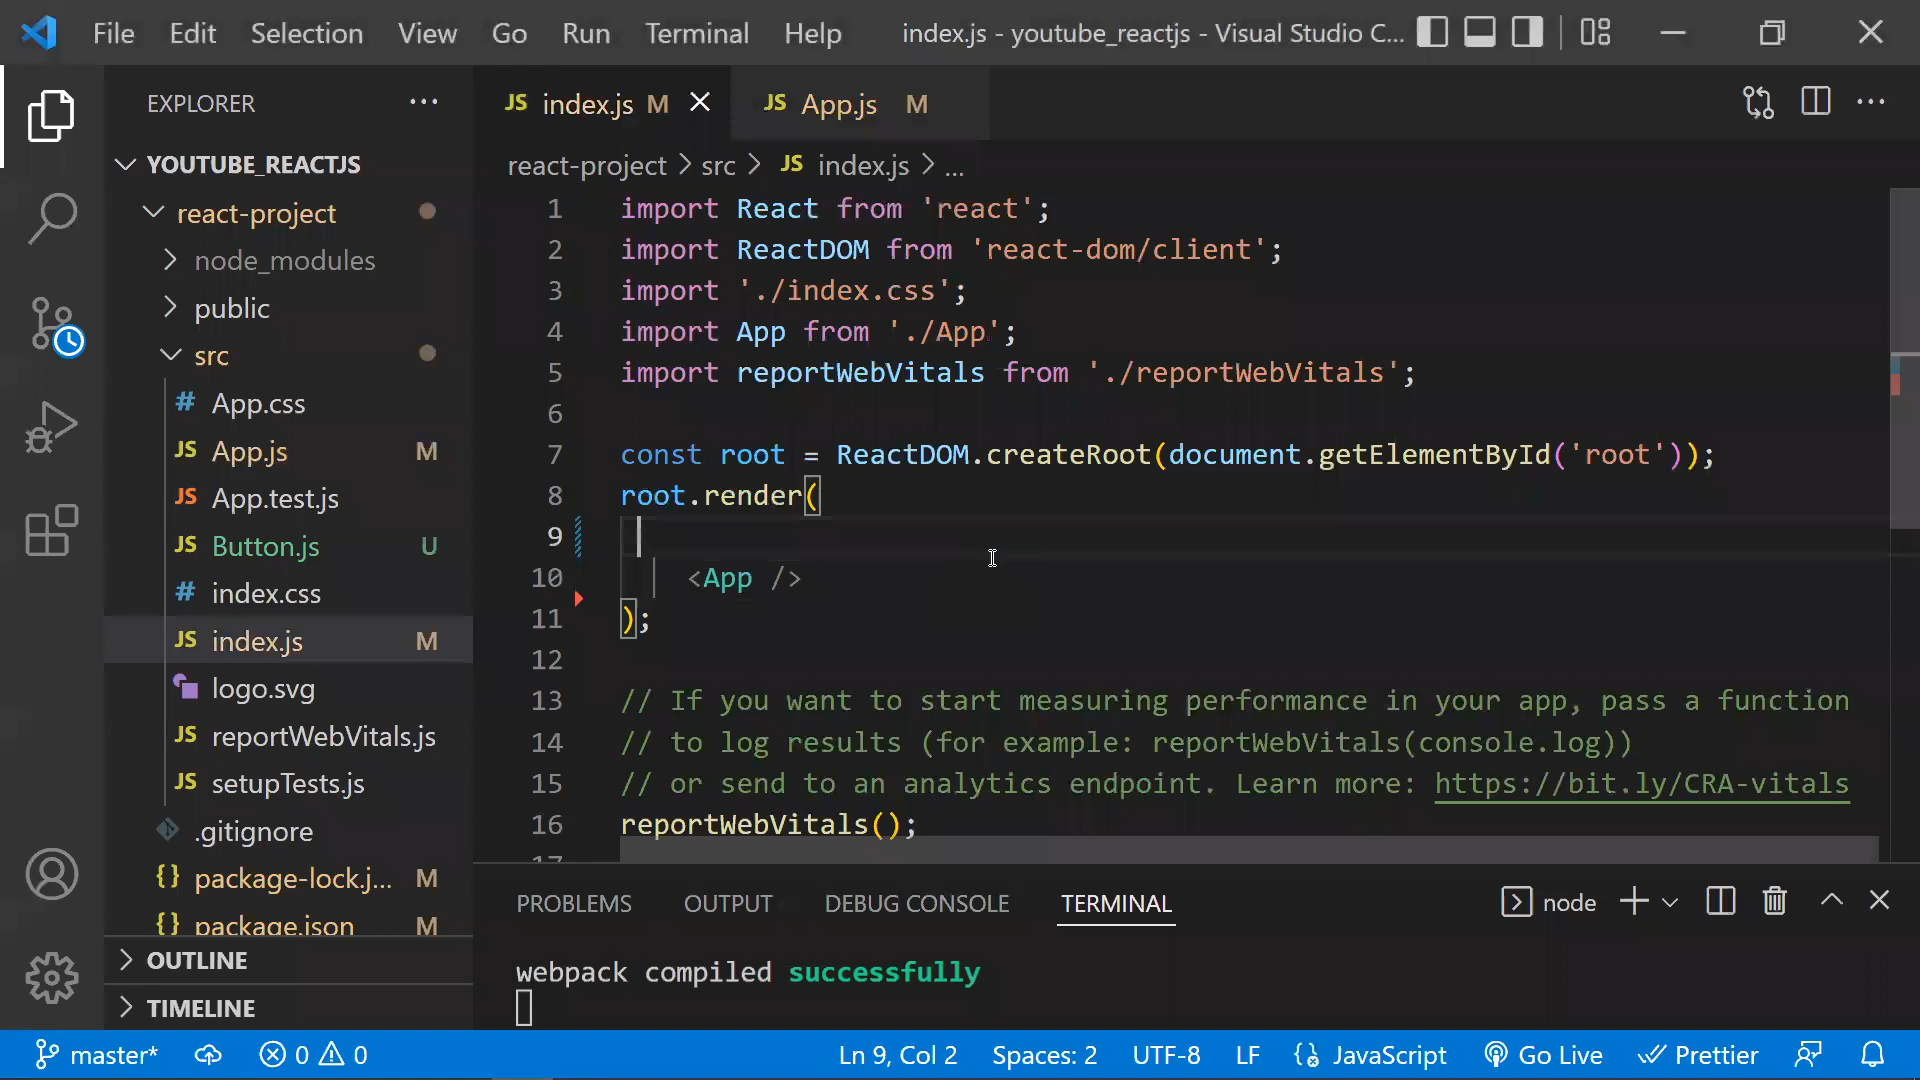 File Edit Selection View Go Run Terminal Help index.js - youtube_reactjs - Visual Studio C...
EXPLORER ...
YOUTUBE_REACTJS
react-project
node_modules
public
src
# App.css
JS App.js M
JS App.test.js
JS Button.js U
# index.css
JS index.js M
logo.svg
JS reportWebVitals.js
JS setupTests.js
.gitignore
{} package-lock.j... M
{} package.json M
OUTLINE
TIMELINE
JS index.js M
JS App.js M
react-project > src > JS index.js > ...
1 import React from 'react';
2 import ReactDOM from 'react-dom/client';
3 import './index.css';
4 import App from './App';
5 import reportWebVitals from './reportWebVitals';
6
7 const root = ReactDOM.createRoot(document.getElementById('root'));
8 root.render(
9
10 <App />
11 );
12
13 // If you want to start measuring performance in your app, pass a function
14 // to log results (for example: reportWebVitals(console.log))
15 // or send to an analytics endpoint. Learn more: https://bit.ly/CRA-vitals
16 reportWebVitals();
17
PROBLEMS OUTPUT DEBUG CONSOLE TERMINAL node
webpack compiled successfully
master* 0 0 Ln 9, Col 2 Spaces: 2 UTF-8 LF {} JavaScript Go Live Prettier